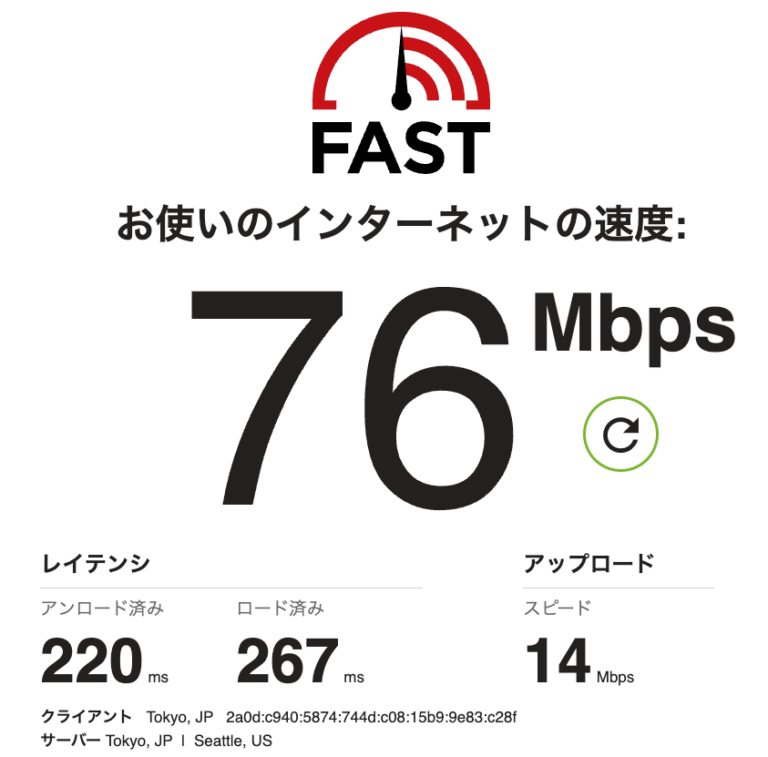 FAST
お使いのインターネットの速度:
76 Mbps
レイテンシ
アップロード
アンロード済み ロード済み
スピード
220 ms 267 ms
14 Mbps
クライアント Tokyo, JP 2a0d:c940:5874:744d:c08:15b9:9e83:c28f
サーバー Tokyo, JP | Seattle, US